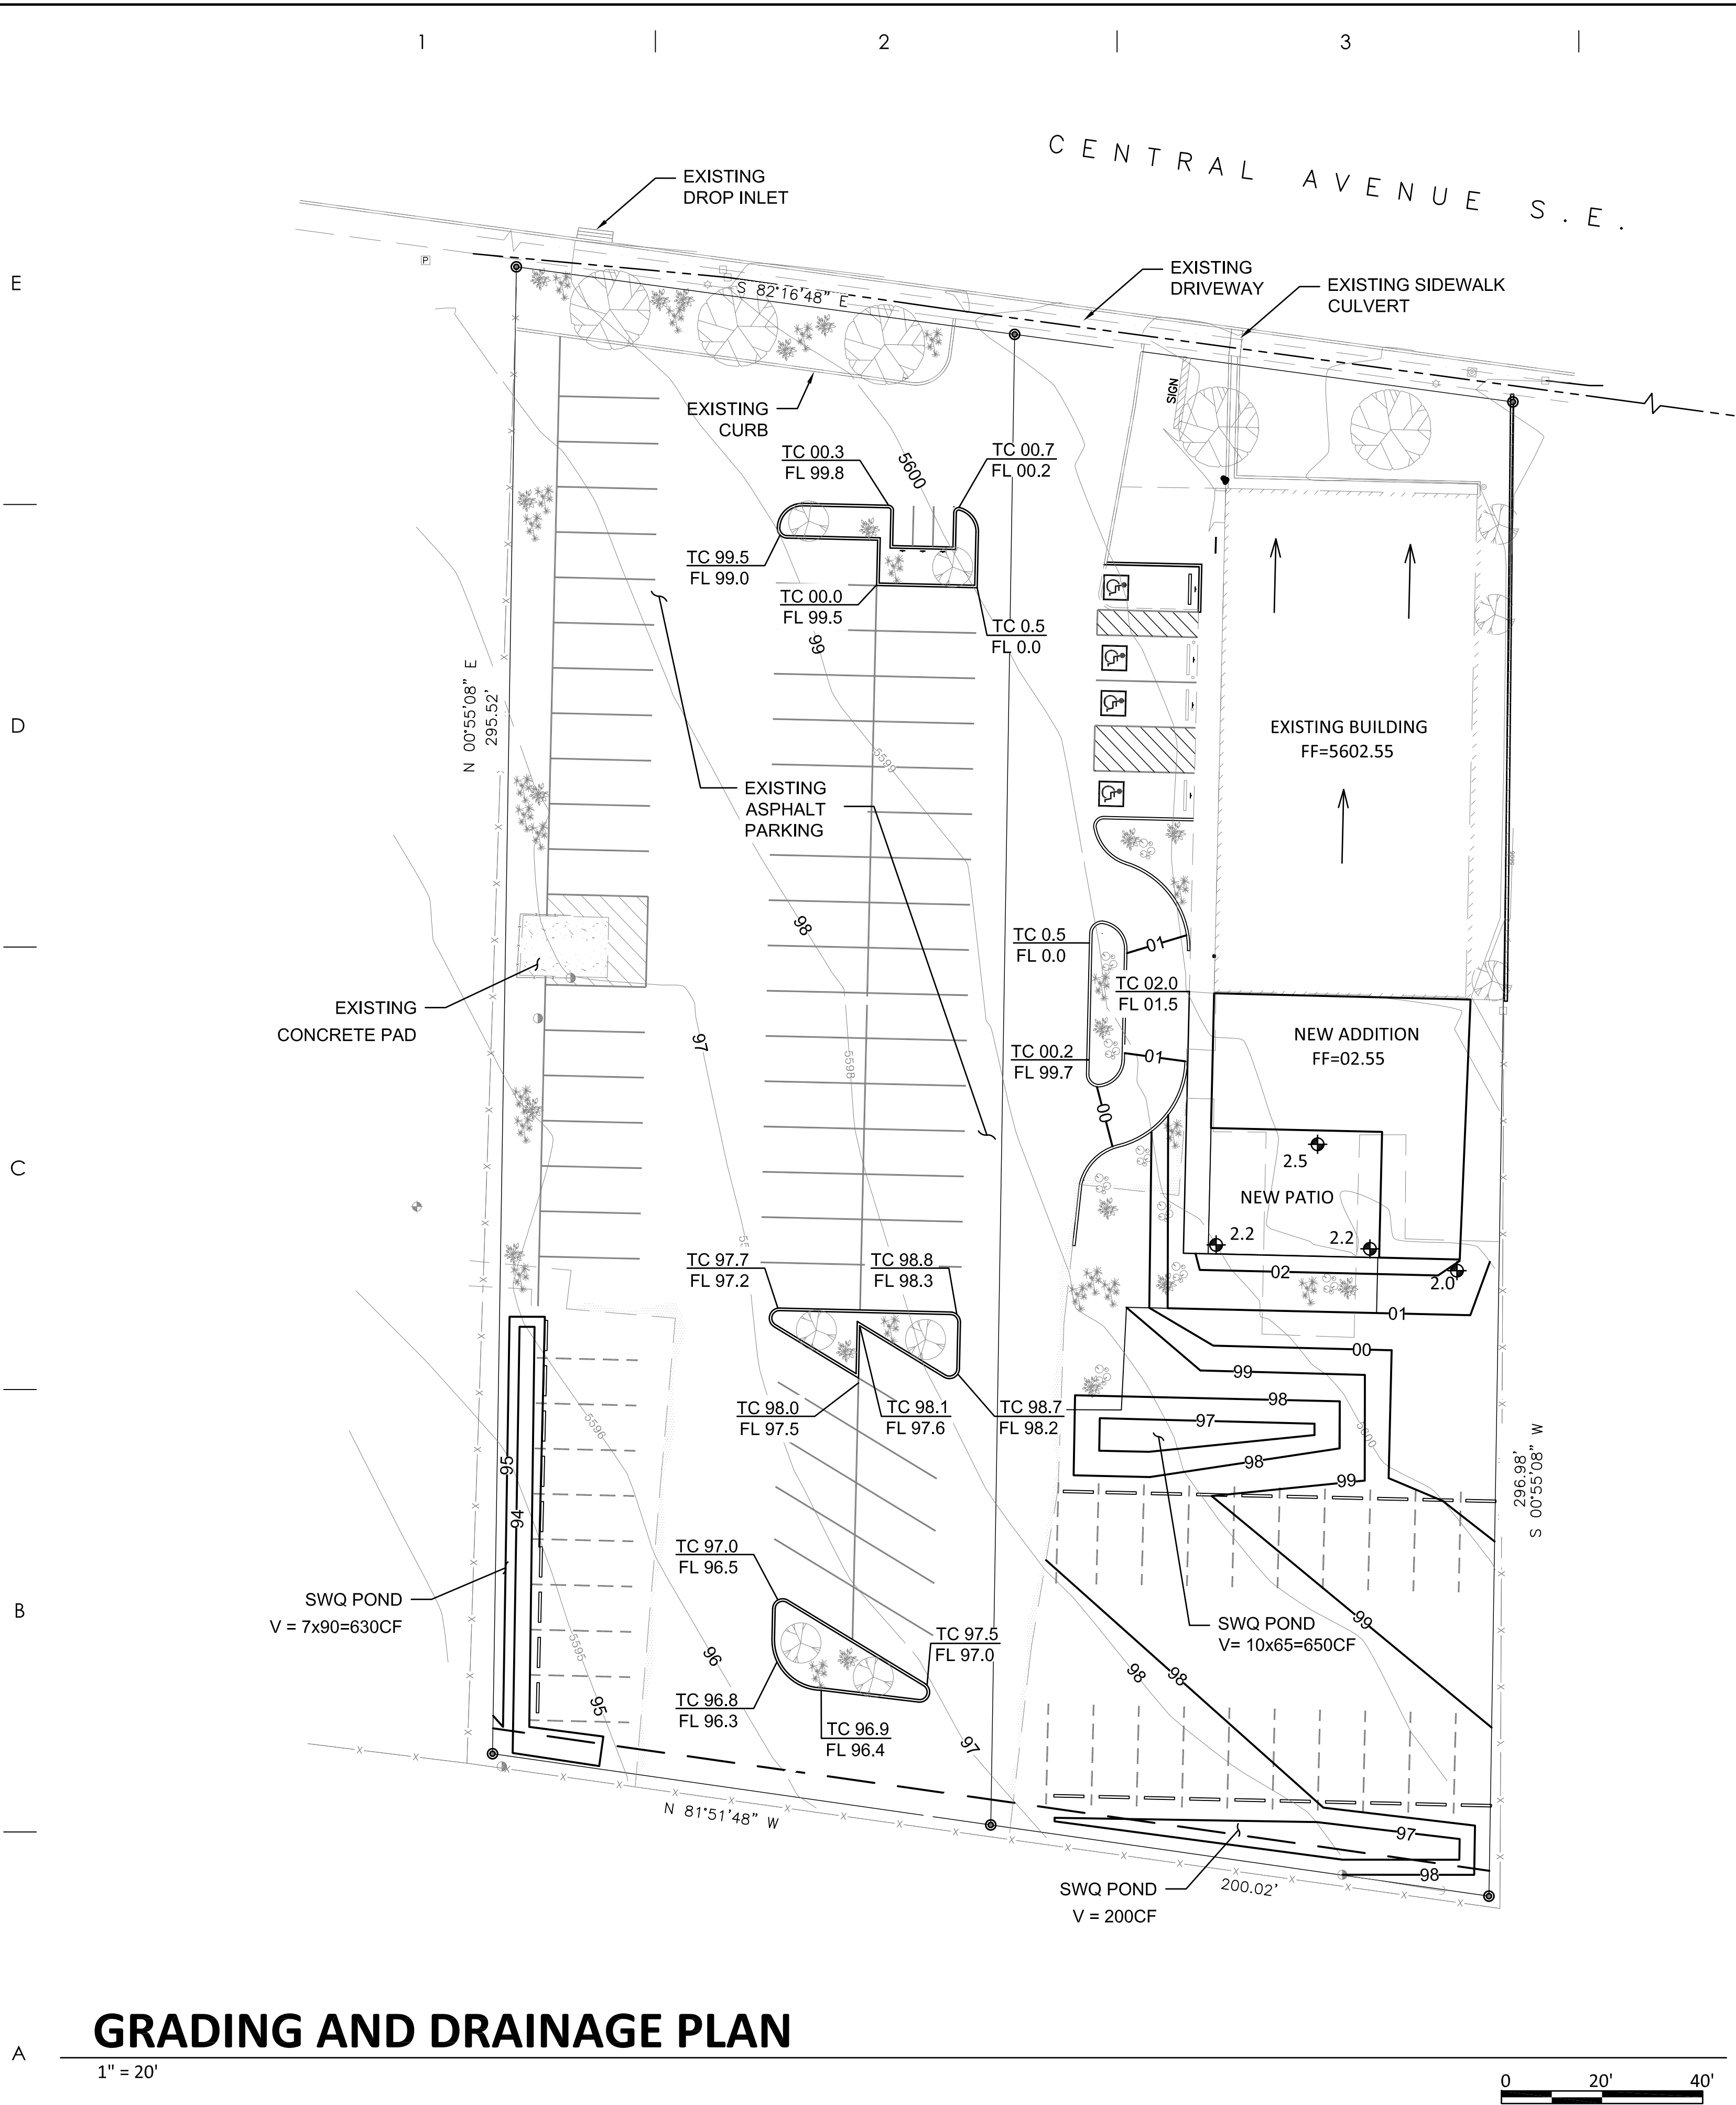 1
2
3
CENTRAL AVENUE S.E.
EXISTING
DROP INLET
E
EXISTING
DRIVEWAY
EXISTING SIDEWALK
CULVERT
P
S 82°16'48" E
SIGN
EXISTING
CURB
TC 00.3
FL 99.8
5600
TC 00.7
FL 00.2
TC 99.5
FL 99.0
TC 00.0
FL 99.5
TC 0.5
FL 0.0
99
N 00°55'08" E
295.52'
D
EXISTING BUILDING
FF=5602.55
5599
EXISTING
ASPHALT
PARKING
98
TC 0.5
FL 0.0
01
TC 02.0
FL 01.5
EXISTING
CONCRETE PAD
97
5598
TC 00.2
FL 99.7
01
NEW ADDITION
FF=02.55
00
C
2.5
NEW PATIO
2.2
2.2
2.0
02
01
TC 97.7
FL 97.2
TC 98.8
FL 98.3
55
00
99
98
97
98
99
5600
TC 98.0
FL 97.5
TC 98.1
FL 97.6
TC 98.7
FL 98.2
5596
95
94
296.98'
S 00°55'08" W
TC 97.0
FL 96.5
B
SWQ POND
V = 7x90=630CF
SWQ POND
V= 10x65=650CF
99
5595
96
TC 97.5
FL 97.0
98
98
95
TC 96.8
FL 96.3
TC 96.9
FL 96.4
97
N 81°51'48" W
97
98
SWQ POND
V = 200CF
200.02'
GRADING AND DRAINAGE PLAN
A
1" = 20'
0
20'
40'